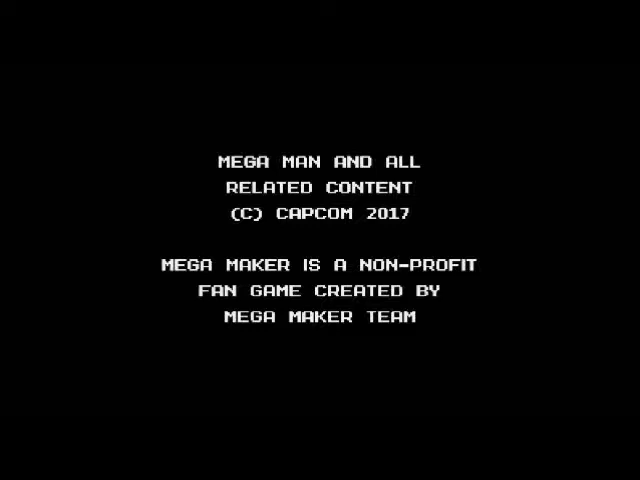 MEGA MAN AND ALL
RELATED CONTENT
(C) CAPCOM 2017
MEGA MAKER IS A NON-PROFIT
FAN GAME CREATED BY
MEGA MAKER TEAM